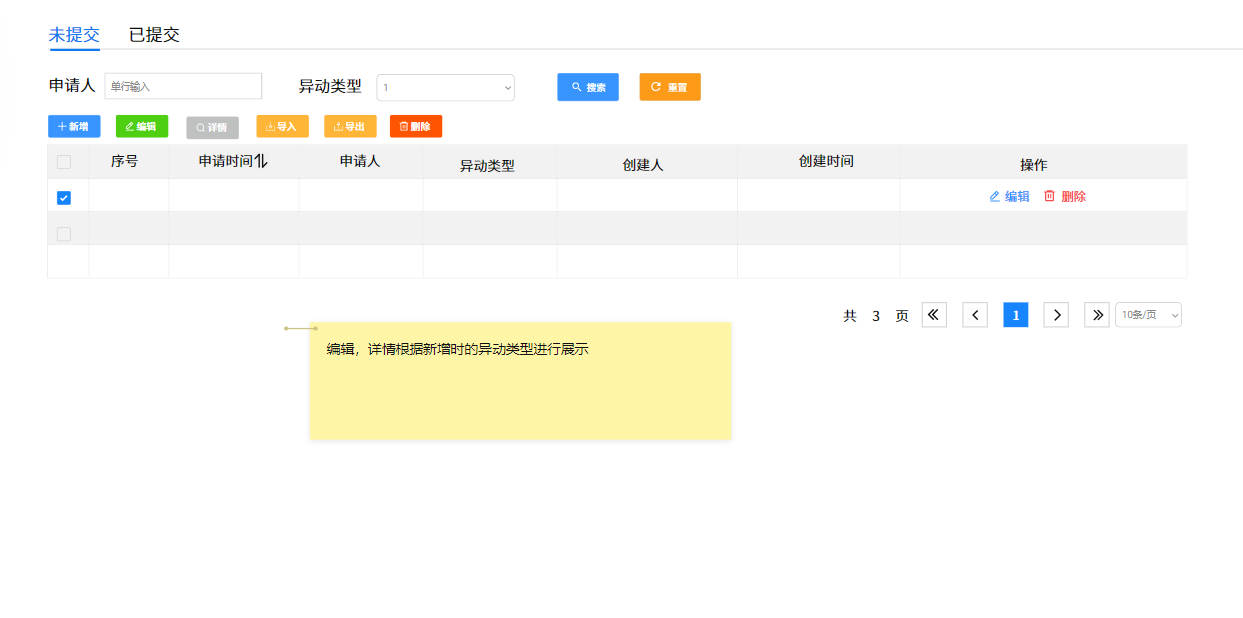 未提交 已提交
申请人 单行输入 异动类型 1 搜索 重置
新增 编辑 详情 导入 导出 删除
序号 申请时间 申请人 异动类型 创建人 创建时间 操作
编辑 删除
共 3 页 1 10条/页
编辑，详情根据新增时的异动类型进行展示